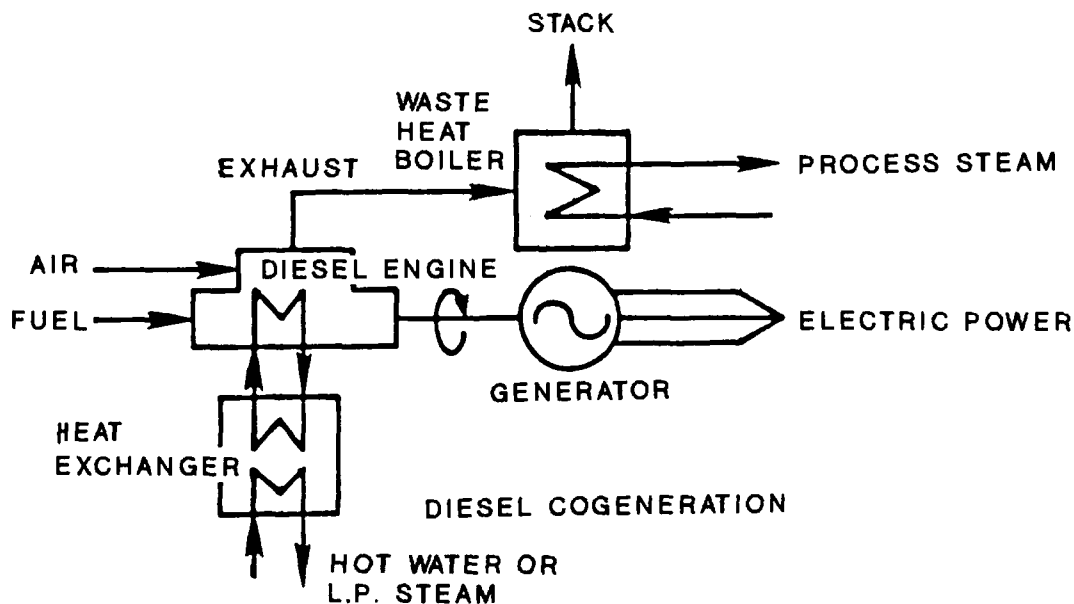 STACK
WASTE
HEAT
BOILER
EXHAUST
PROCESS STEAM
AIR
DIESEL ENGINE
FUEL
ELECTRIC POWER
GENERATOR
HEAT
EXCHANGER
DIESEL COGENERATION
HOT WATER OR
L.P. STEAM